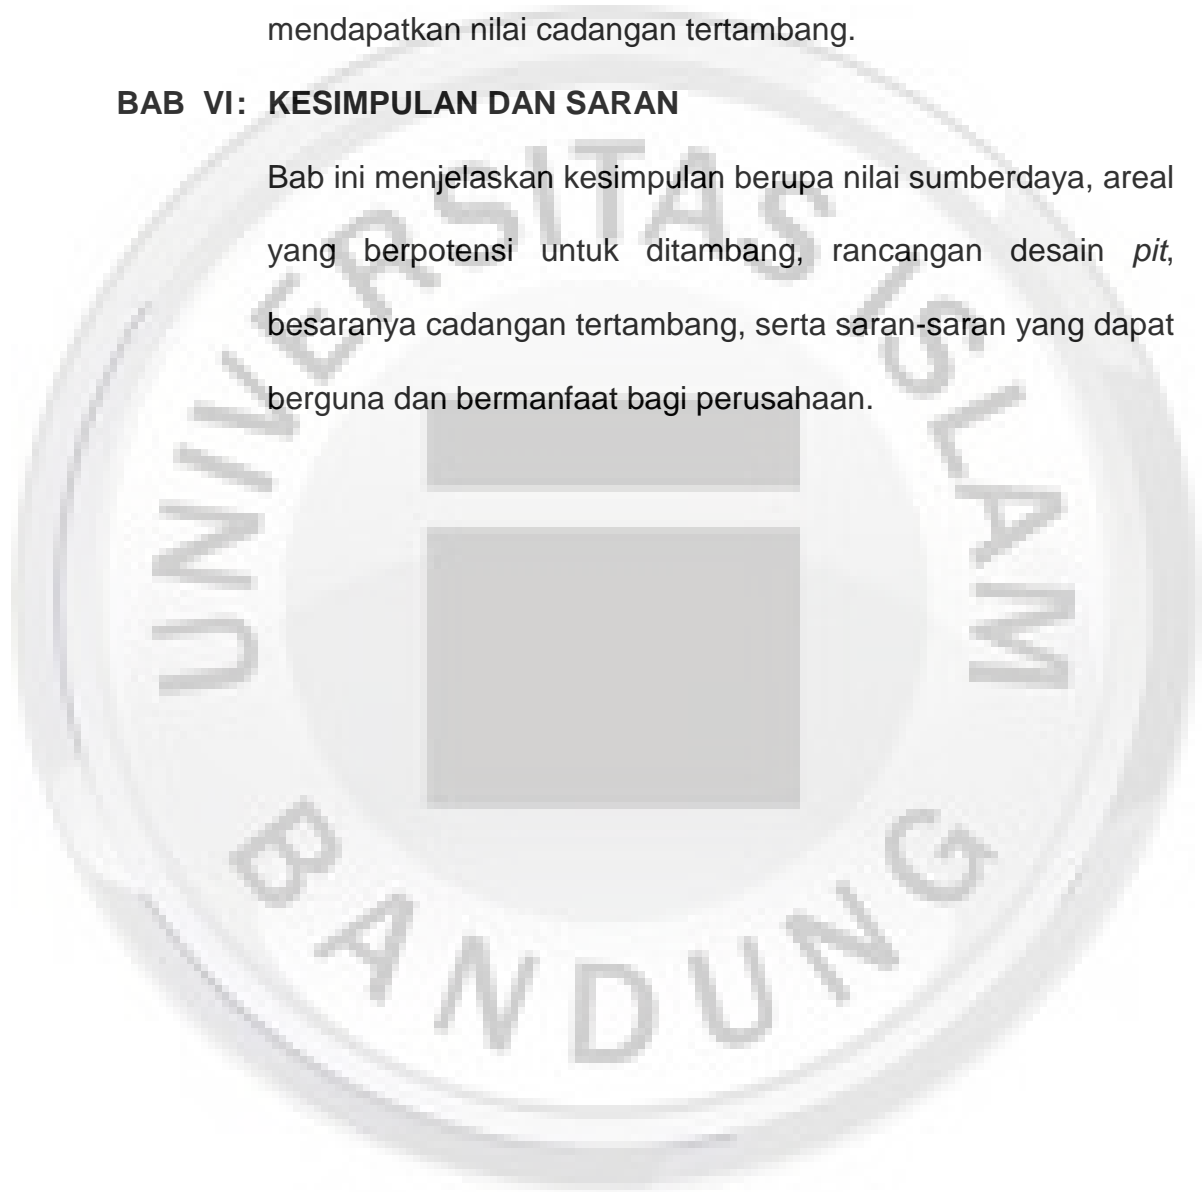 mendapatkan nilai cadangan tertambang.
BAB VI: KESIMPULAN DAN SARAN
Bab ini menjelaskan kesimpulan berupa nilai sumberdaya, areal
yang berpotensi untuk ditambang, rancangan desain pit,
besaranya cadangan tertambang, serta saran-saran yang dapat
berguna dan bermanfaat bagi perusahaan.
UNIVERSITAS ISLAM
BANDUNG